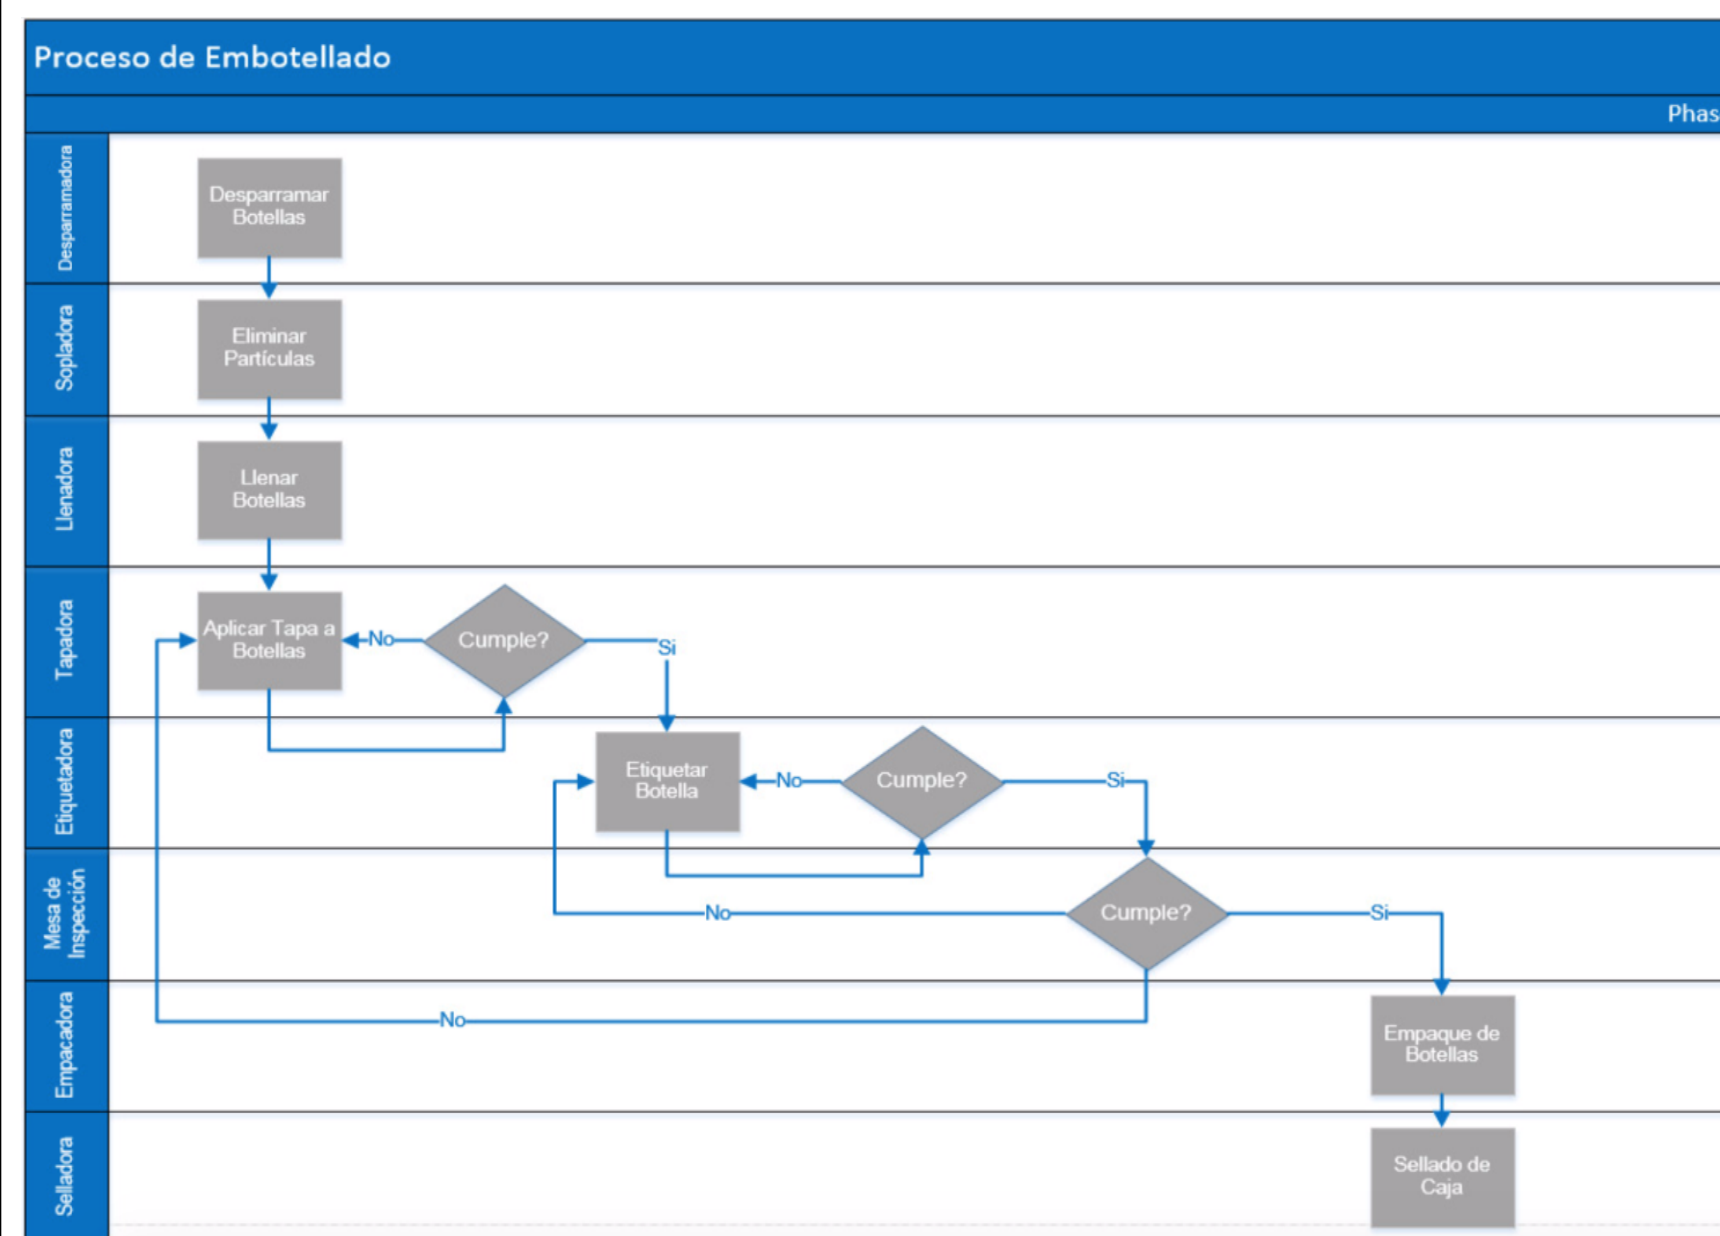 Proceso de Embotellado
Phas
Desparramadora
Desparramar
Botellas
Sopladora
Eliminar
Partículas
Llenadora
Llenar
Botellas
Tapadora
Aplicar Tapa a
Botellas
No
Cumple?
Si
Etiquetadora
Etiquetar
Botella
No
Cumple?
Si
Mesa de
Inspección
No
Cumple?
Si
Empacadora
No
Empaque de
Botellas
Selladora
Sellado de
Caja